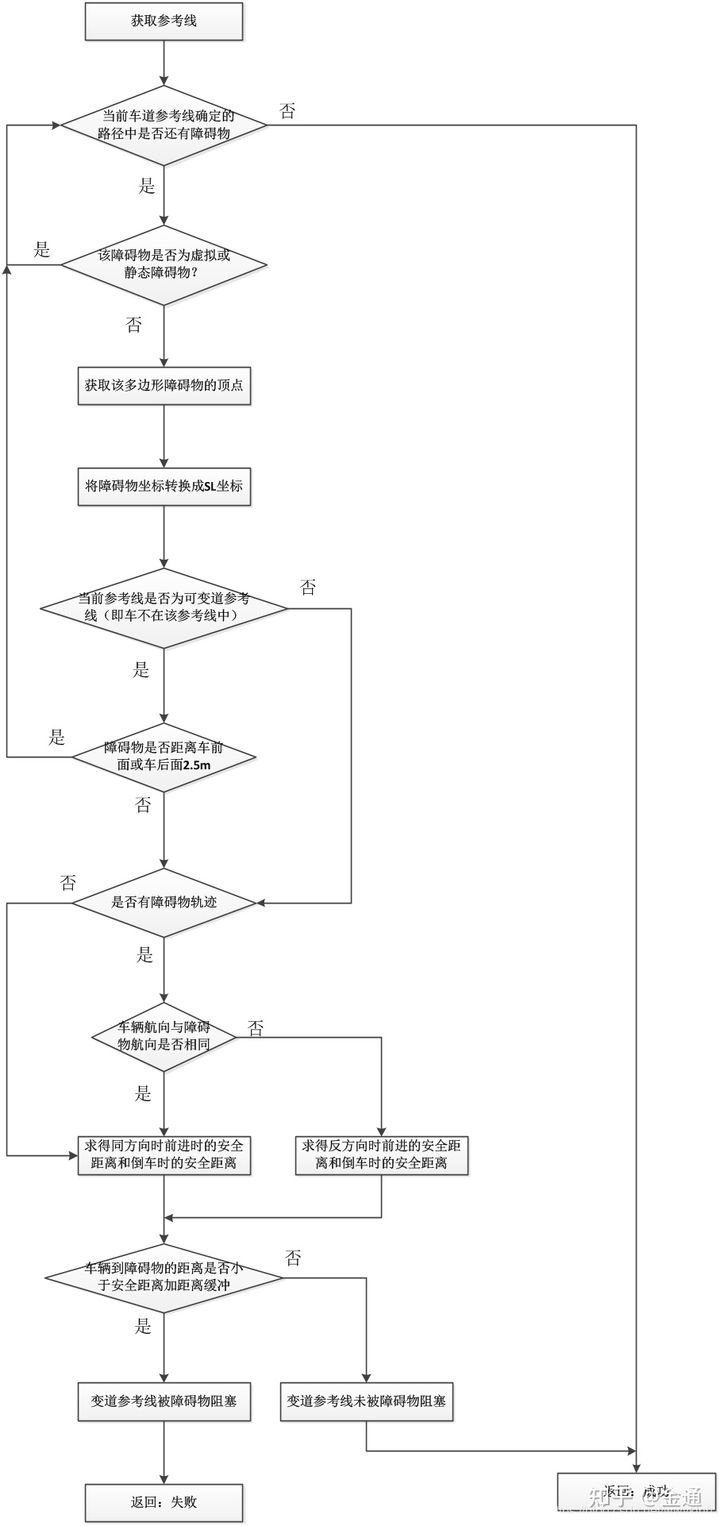 获取参考线
当前车道参考线确定的
路径中是否还有障碍物
否
是
该障碍物是否为虚拟或
静态障碍物？
是
否
获取该多边形障碍物的顶点
将障碍物坐标转换成SL坐标
当前参考线是否为可变道参考
线（即车不在该参考线中）
否
是
障碍物是否距离车前
面或车后面2.5m
是
否
是否有障碍物轨迹
否
是
车辆航向与障碍
物航向是否相同
否
是
求得同方向时前进时的安全
距离和倒车时的安全距离
求得反方向时前进的安全距
离和倒车时的安全距离
车辆到障碍物的距离是否小
于安全距离加距离缓冲
否
是
变道参考线被障碍物阻塞
变道参考线未被障碍物阻塞
返回：失败
返回：成功
知乎 @金通